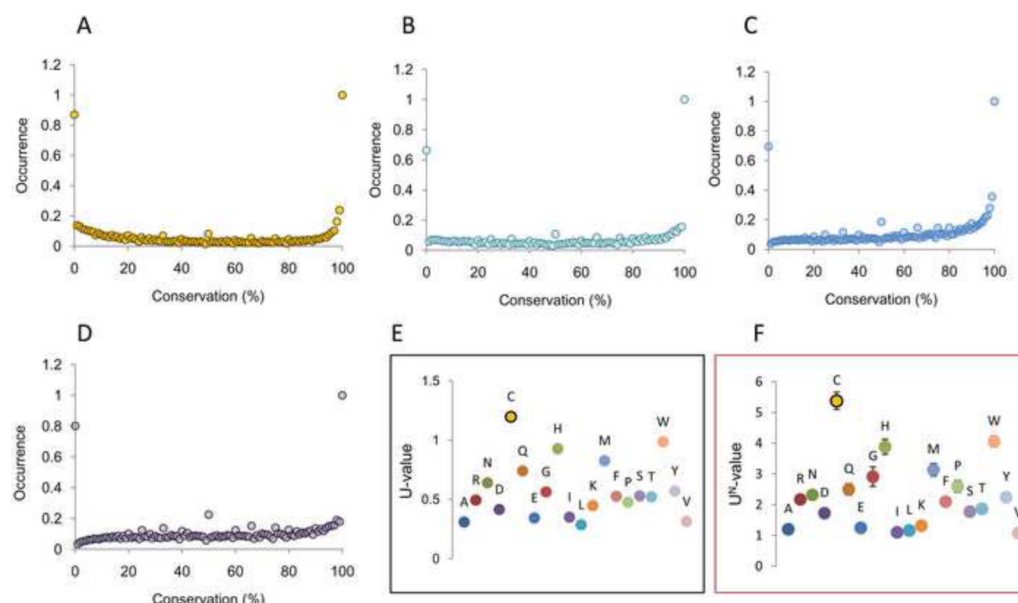 A
1.2
1
0.8
0.6
0.4
0.2
0
Occurrence
0 20 40 60 80 100
Conservation (%)
B
1.2
1
0.8
0.6
0.4
0.2
0
Occurrence
0 20 40 60 80 100
Conservation (%)
C
1.2
1
0.8
0.6
0.4
0.2
0
Occurrence
0 20 40 60 80 100
Conservation (%)
D
1.2
1
0.8
0.6
0.4
0.2
0
Occurrence
0 20 40 60 80 100
Conservation (%)
E
1.5
1
0.5
0
U-value
A R N D C Q E G H I L K M F P S T W Y V
F
6
5
4
3
2
1
0
Uᴺ-value
A R N D C Q E G H I L K M F P S T W Y V